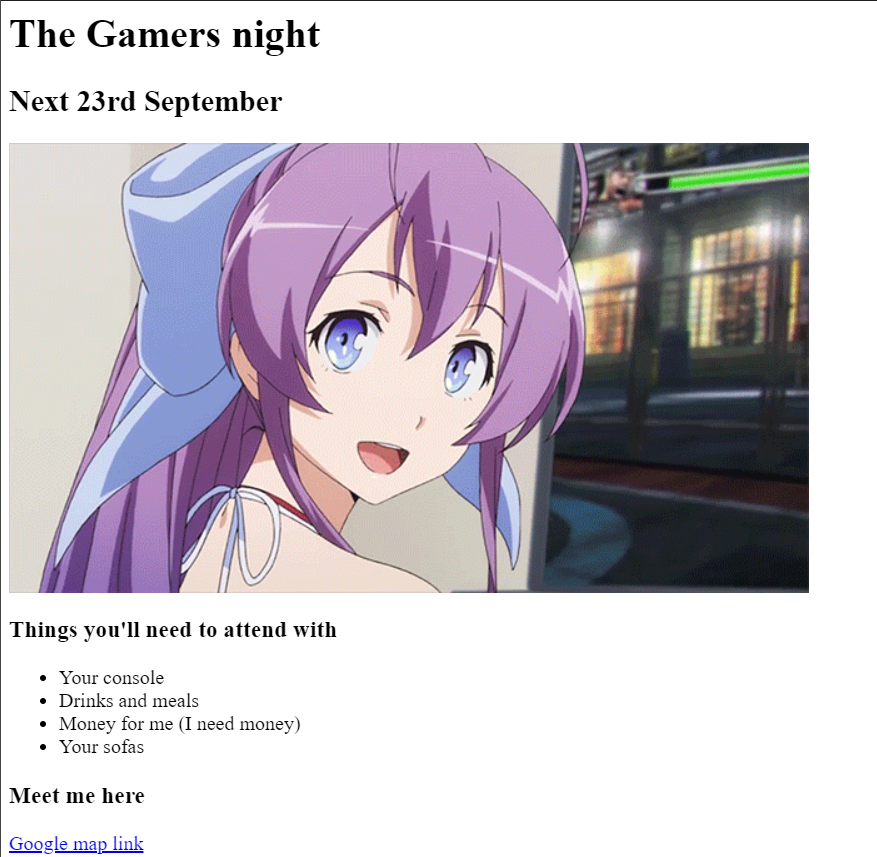 The Gamers night
Next 23rd September
Things you'll need to attend with
Your console
Drinks and meals
Money for me (I need money)
Your sofas
Meet me here
Google map link